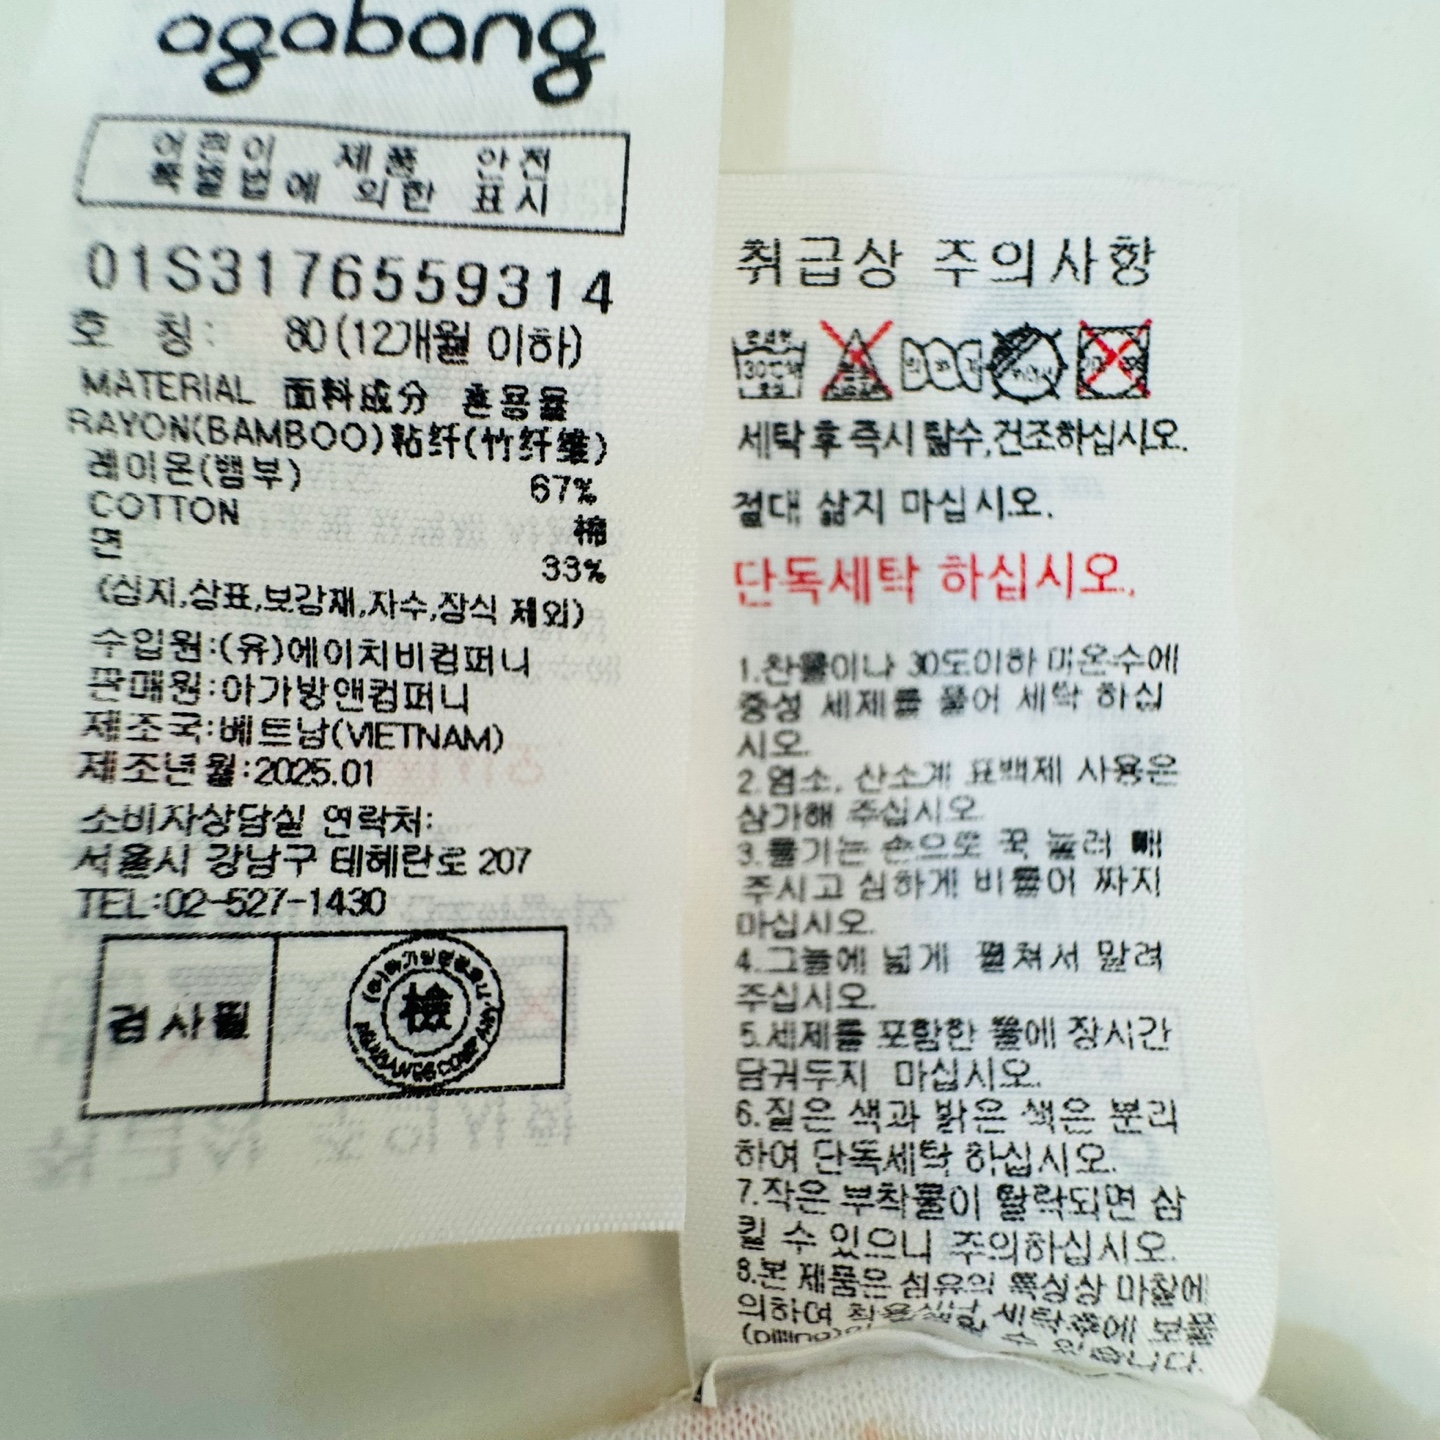 agabang
어린이 제품 안전
특별법에 의한 표시
01S3176559314
호 칭: 80(12개월 이하)
MATERIAL 面料成分 혼용율
RAYON(BAMBOO)粘纤(竹纤维)
레이온(뱀부) 67%
COTTON 棉
면 33%
(심지,상표,보강재,자수,장식 제외)
수입원:(유)에이치비컴퍼니
판매원:아가방앤컴퍼니
제조국:베트남(VIETNAM)
제조년월:2025.01
소비자상담실 연락처:
서울시 강남구 테헤란로 207
TEL:02-527-1430
검사필
檢
취급상 주의사항
30℃
세탁 후 즉시 탈수,건조하십시오.
절대 삶지 마십시오.
단독세탁 하십시오.
1.찬물이나 30도이하 미온수에
중성 세제를 풀어 세탁 하십
시오.
2.염소, 산소계 표백제 사용은
삼가해 주십시오.
3.물기는 손으로 꾹 눌러 빼
주시고 심하게 비틀어 짜지
마십시오.
4.그늘에 넓게 펼쳐서 말려
주십시오.
5.세제를 포함한 물에 장시간
담궈두지 마십시오.
6.짙은 색과 밝은 색은 분리
하여 단독세탁 하십시오.
7.작은 부착물이 탈락되면 삼
킬 수 있으니 주의하십시오.
8.본 제품은 섬유의 특성상 마찰에
의하여 착용 세탁후에 보풀
(pilling) 수 있습니다.